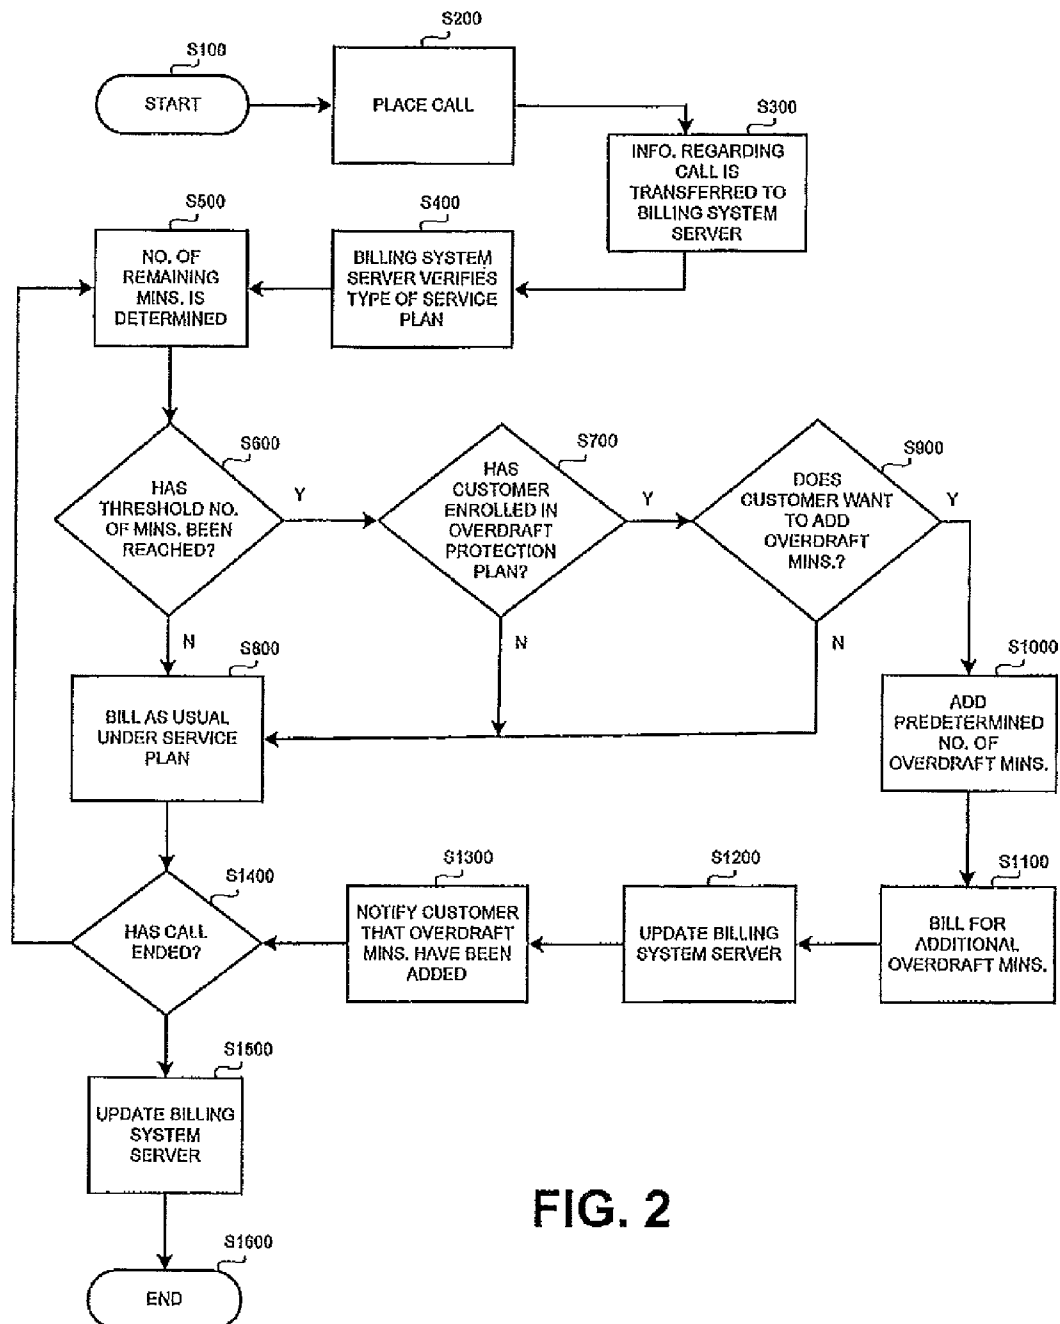 S100
START
S200
PLACE CALL
S300
INFO. REGARDING
CALL IS
TRANSFERRED TO
BILLING SYSTEM
SERVER
S400
BILLING SYSTEM
SERVER VERIFIES
TYPE OF SERVICE
PLAN
S500
NO. OF
REMAINING
MINS. IS
DETERMINED
S600
HAS
THRESHOLD NO.
OF MINS. BEEN
REACHED?
Y
N
S700
HAS
CUSTOMER
ENROLLED IN
OVERDRAFT
PROTECTION
PLAN?
Y
N
S900
DOES
CUSTOMER WANT
TO ADD
OVERDRAFT
MINS.?
Y
N
S800
BILL AS USUAL
UNDER SERVICE
PLAN
S1000
ADD
PREDETERMINED
NO. OF
OVERDRAFT MINS.
S1100
BILL FOR
ADDITIONAL
OVERDRAFT MINS.
S1200
UPDATE BILLING
SYSTEM SERVER
S1300
NOTIFY CUSTOMER
THAT OVERDRAFT
MINS. HAVE BEEN
ADDED
S1400
HAS CALL
ENDED?
S1500
UPDATE BILLING
SYSTEM
SERVER
S1600
END
FIG. 2